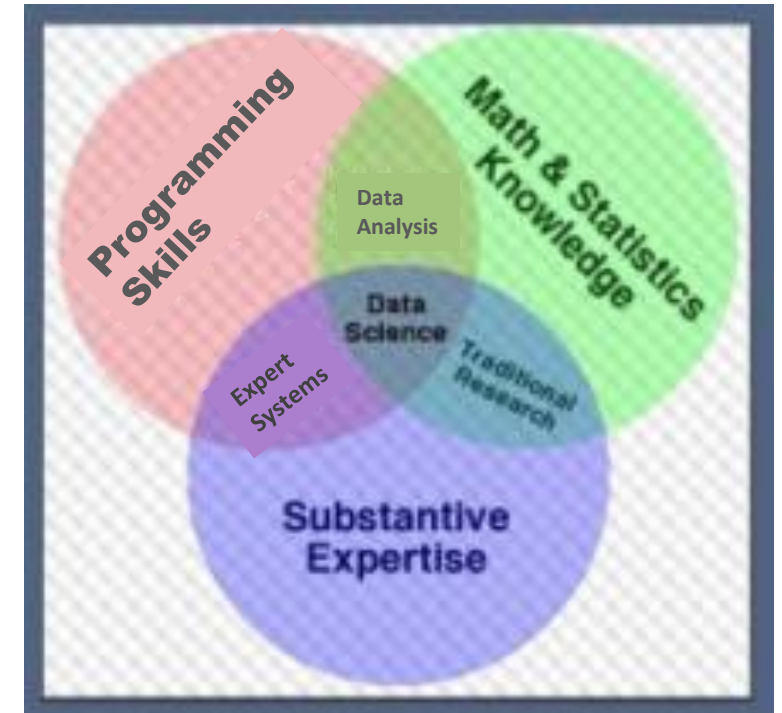 Programming
Skills
Math & Statistics
Knowledge
Data
Analysis
Data
Science
Expert
Systems
Traditional
Research
Substantive
Expertise